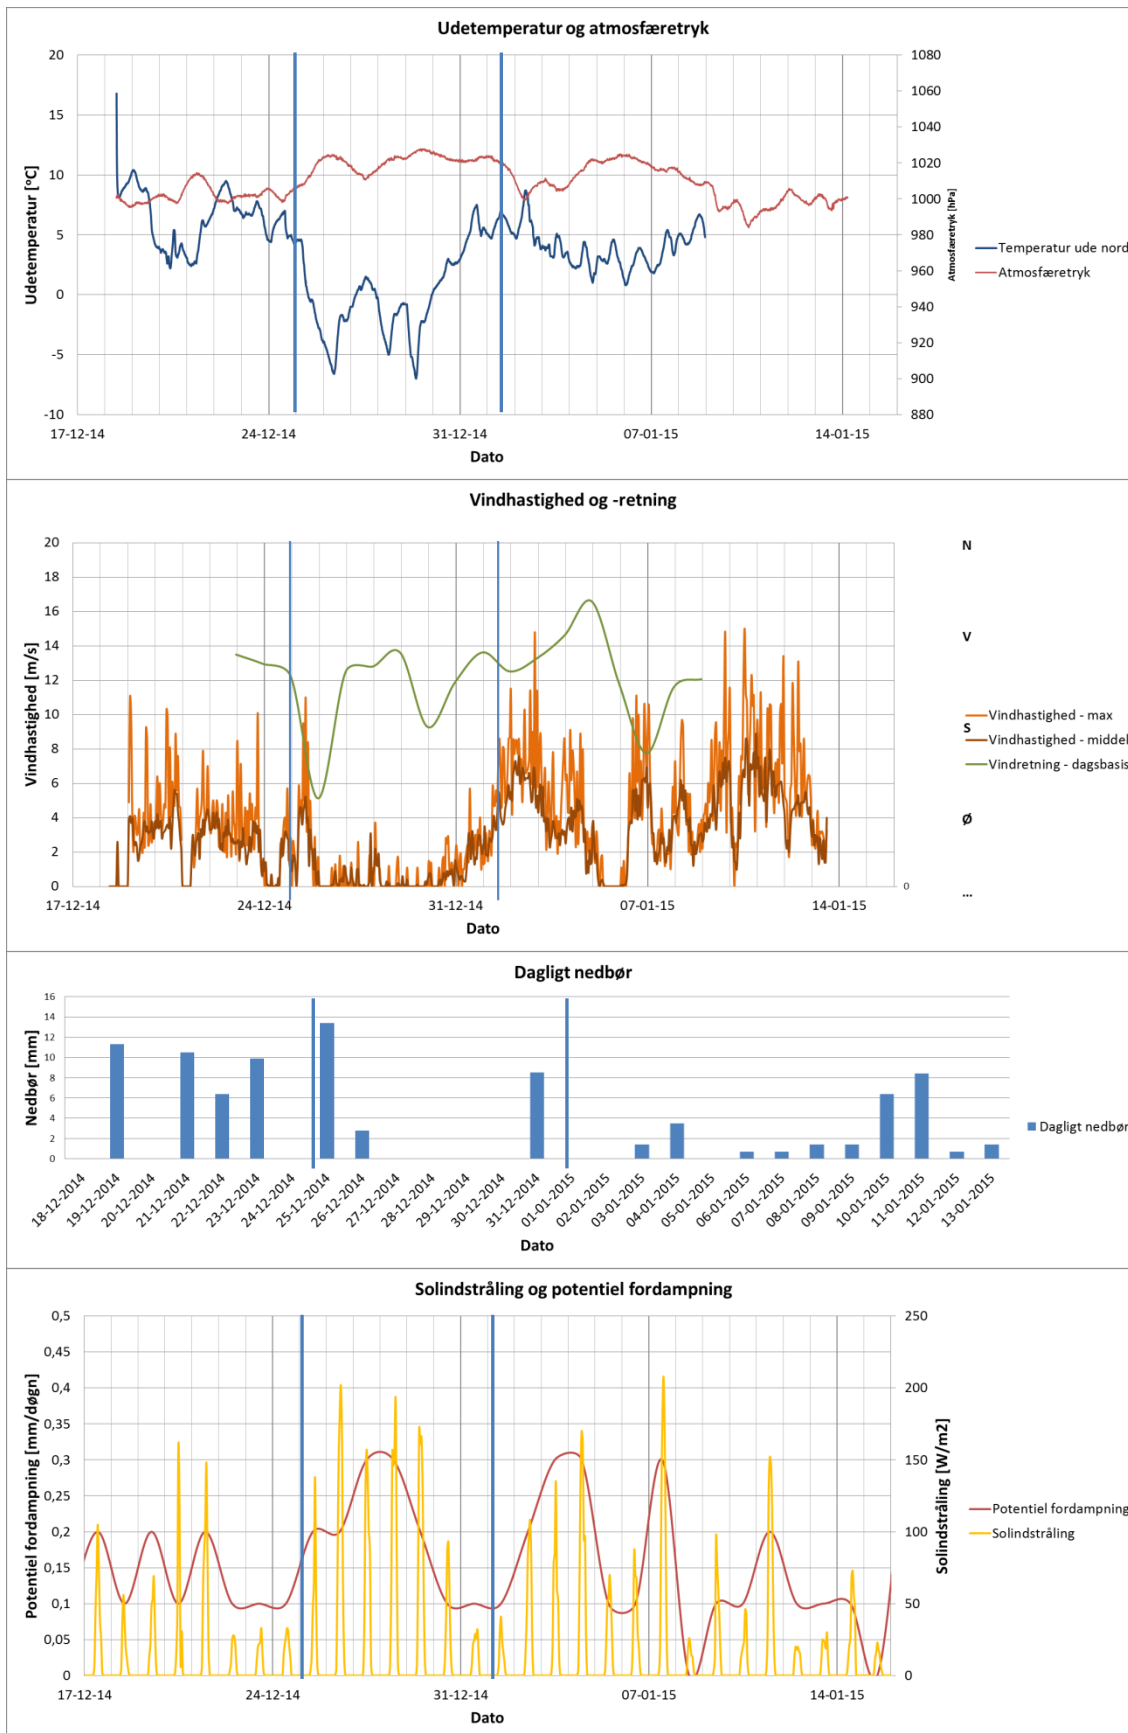 Udetemperatur og atmosfæretryk
Udetemperatur [°C]
20
15
10
5
0
-5
-10
1080
1060
1040
1020
1000
980
960
940
920
900
880
Atmosfæretryk [hPa]
Temperatur ude nord
Atmosfæretryk
17-12-14 24-12-14 31-12-14 07-01-15 14-01-15
Dato
Vindhastighed og -retning
Vindhastighed [m/s]
20
18
16
14
12
10
8
6
4
2
0
N
V
S
Ø
...
0
Vindhastighed - max
Vindhastighed - middel
Vindretning - dagsbasis
17-12-14 24-12-14 31-12-14 07-01-15 14-01-15
Dato
Dagligt nedbør
Nedbør [mm]
16
14
12
10
8
6
4
2
0
Dagligt nedbør
18-12-2014 19-12-2014 20-12-2014 21-12-2014 22-12-2014 23-12-2014 24-12-2014 25-12-2014 26-12-2014 27-12-2014 28-12-2014 29-12-2014 30-12-2014 31-12-2014 01-01-2015 02-01-2015 03-01-2015 04-01-2015 05-01-2015 06-01-2015 07-01-2015 08-01-2015 09-01-2015 10-01-2015 11-01-2015 12-01-2015 13-01-2015
Dato
Solindstråling og potentiel fordampning
Potentiel fordampning [mm/døgn]
0,5
0,45
0,4
0,35
0,3
0,25
0,2
0,15
0,1
0,05
0
250
200
150
100
50
0
Solindstråling [W/m2]
Potentiel fordampning
Solindstråling
17-12-14 24-12-14 31-12-14 07-01-15 14-01-15
Dato